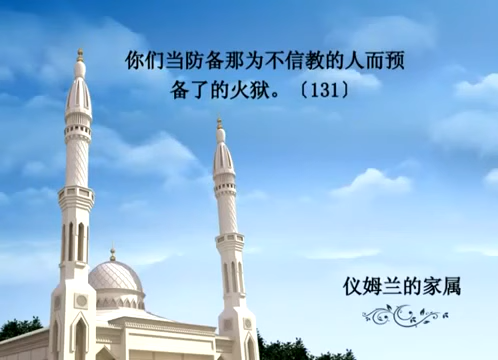 你们当防备那为不信教的人而预
备了的火狱。〔131〕
仪姆兰的家属